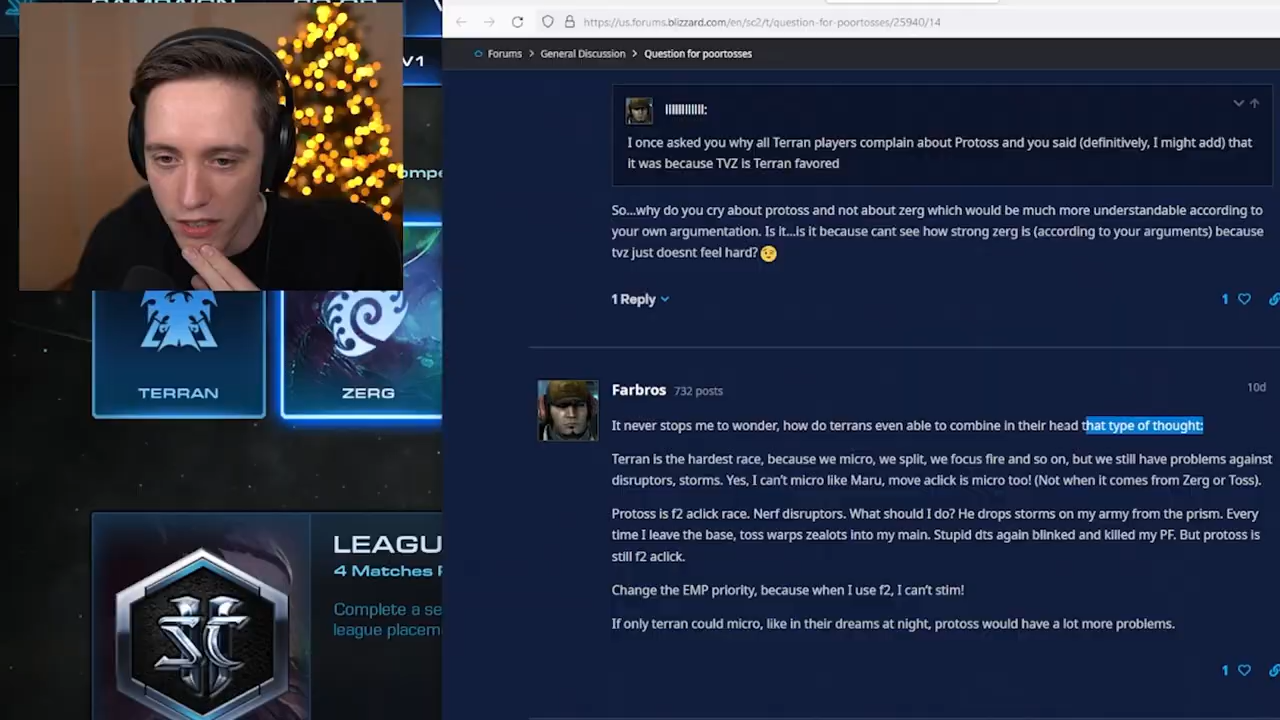 https://us.forums.blizzard.com/en/sc2/t/question-for-poortosses/25940/14
Forums > General Discussion > Question for poortosses
V1
ompe
TERRAN
ZERG
LEAGU
4 Matches
Complete a se
league placem
I once asked you why all Terran players complain about Protoss and you said (definitively, I might add) that
it was because TVZ is Terran favored
So...why do you cry about protoss and not about zerg which would be much more understandable according to
your own argumentation. Is it...is it because cant see how strong zerg is (according to your arguments) because
tvz just doesnt feel hard? 😉
1 Reply
1
Farbros 732 posts
10d
It never stops me to wonder, how do terrans even able to combine in their head that type of thought:
Terran is the hardest race, because we micro, we split, we focus fire and so on, but we still have problems against
disruptors, storms. Yes, I can't micro like Maru, move aclick is micro too! (Not when it comes from Zerg or Toss).
Protoss is f2 aclick race. Nerf disruptors. What should I do? He drops storms on my army from the prism. Every
time I leave the base, toss warps zealots into my main. Stupid dts again blinked and killed my PF. But protoss is
still f2 aclick.
Change the EMP priority, because when I use f2, I can't stim!
If only terran could micro, like in their dreams at night, protoss would have a lot more problems.
1